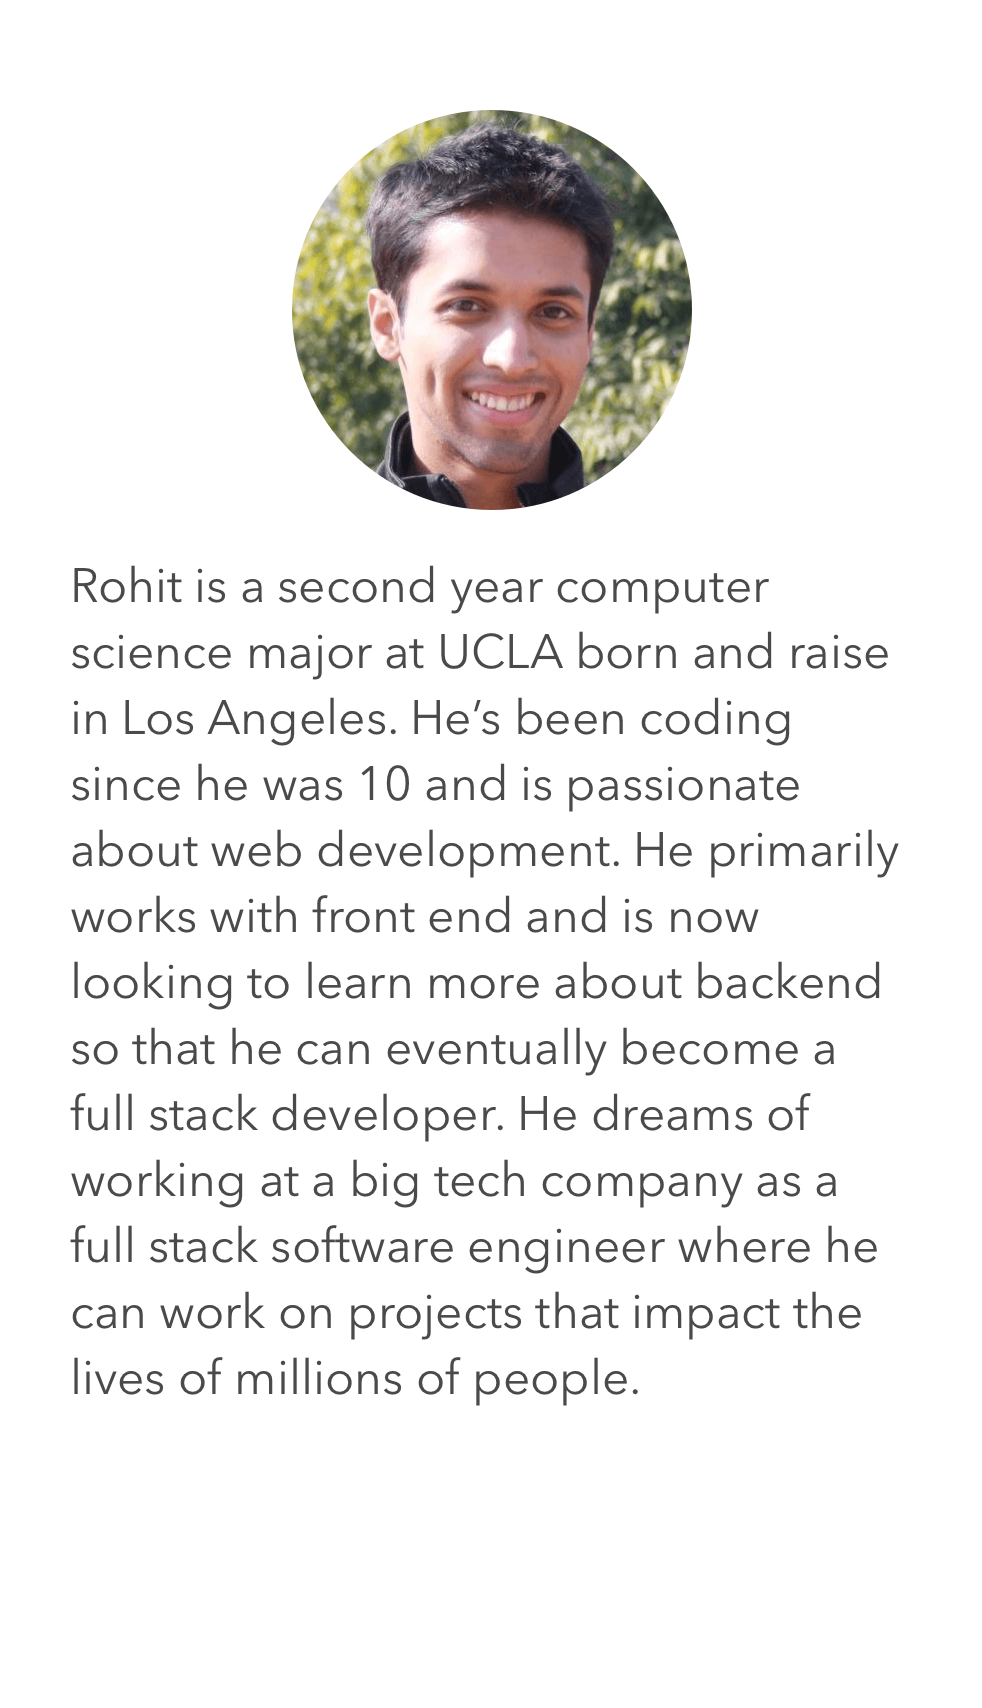 Rohit is a second year computer
science major at UCLA born and raise
in Los Angeles. He’s been coding
since he was 10 and is passionate
about web development. He primarily
works with front end and is now
looking to learn more about backend
so that he can eventually become a
full stack developer. He dreams of
working at a big tech company as a
full stack software engineer where he
can work on projects that impact the
lives of millions of people.